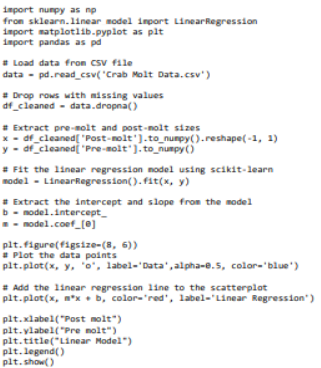 import numpy as np
from sklearn.linear_model import LinearRegression
import matplotlib.pyplot as plt
import pandas as pd
# Load data from CSV file
data = pd.read_csv('Crab Molt Data.csv')
# Drop rows with missing values
df_cleaned = data.dropna()
# Extract pre-molt and post-molt sizes
x = df_cleaned['Post-molt'].to_numpy().reshape(-1, 1)
y = df_cleaned['Pre-molt'].to_numpy()
# Fit the linear regression model using scikit-learn
model = LinearRegression().fit(x, y)
# Extract the intercept and slope from the model
b = model.intercept_
m = model.coef_[0]
plt.figure(figsize=(8, 6))
# Plot the data points
plt.plot(x, y, 'o', label='Data',alpha=0.5, color='blue')
# Add the linear regression line to the scatterplot
plt.plot(x, m*x + b, color='red', label='Linear Regression')
plt.xlabel("Post molt")
plt.ylabel("Pre molt")
plt.title("Linear Model")
plt.legend()
plt.show()